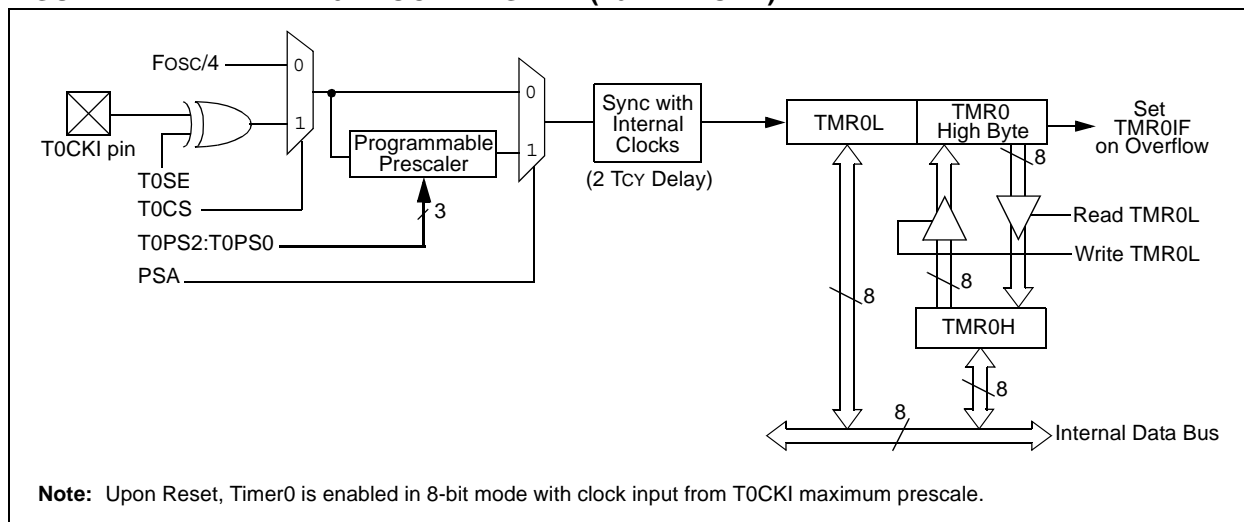 Fosc/4
0
1
T0CKI pin
T0SE
T0CS
T0PS2:T0PS0
PSA
Programmable
Prescaler
3
0
1
Sync with
Internal
Clocks
(2 TCY Delay)
TMR0L
TMR0
High Byte
Set
TMR0IF
on Overflow
8
Read TMR0L
Write TMR0L
8
8
TMR0H
8
8
Internal Data Bus
Note: Upon Reset, Timer0 is enabled in 8-bit mode with clock input from T0CKI maximum prescale.